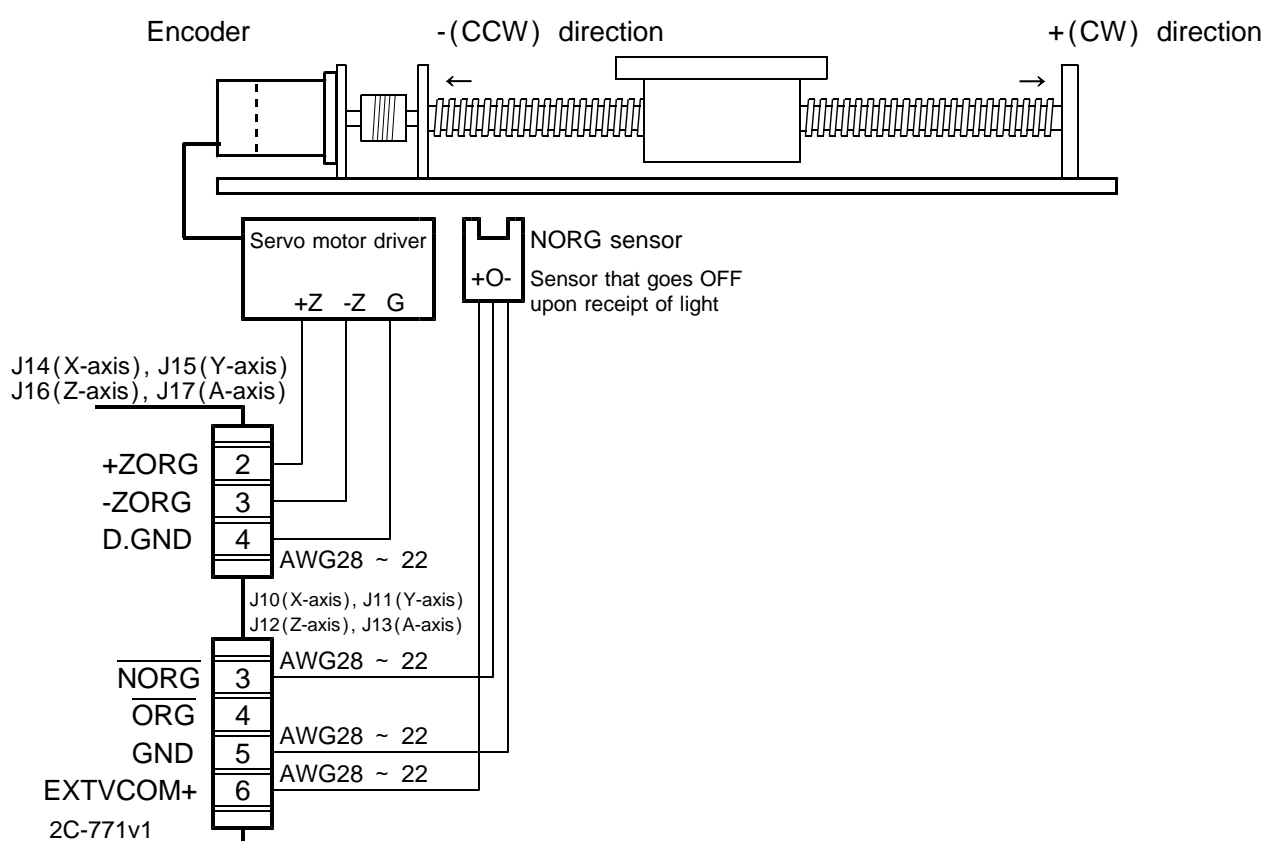 Encoder
-(CCW) direction
+(CW) direction
←
→
Servo motor driver
+Z -Z G
NORG sensor
+O-
Sensor that goes OFF
upon receipt of light
J14(X-axis), J15(Y-axis)
J16(Z-axis), J17(A-axis)
+ZORG 2
-ZORG 3
D.GND 4
AWG28 ~ 22
J10(X-axis), J11(Y-axis)
J12(Z-axis), J13(A-axis)
AWG28 ~ 22
N̅O̅R̅G̅ 3
O̅R̅G̅ 4
AWG28 ~ 22
GND 5
AWG28 ~ 22
EXTVCOM+ 6
2C-771v1